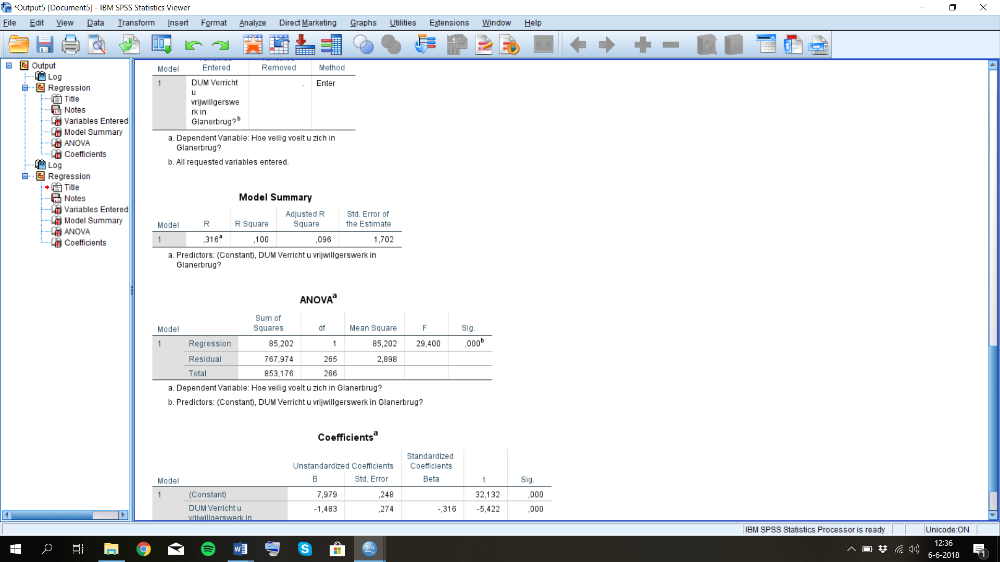 *Output5 [Document5] - IBM SPSS Statistics Viewer
File Edit View Data Transform Insert Format Analyze Direct Marketing Graphs Utilities Extensions Window Help
Output
Log
Regression
Title
Notes
Variables Entered
Model Summary
ANOVA
Coefficients
Log
Regression
Title
Notes
Variables Entered
Model Summary
ANOVA
Coefficients
Model Entered Removed Method
1 DUM Verricht . Enter
u
vrijwillgerswe
rk in
Glanerbrug? b
a. Dependent Variable: Hoe veilig voelt u zich in
Glanerbrug?
b. All requested variables entered.
Model Summary
Adjusted R Std. Error of
Model R R Square Square the Estimate
1 ,316a ,100 ,096 1,702
a. Predictors: (Constant), DUM Verricht u vrijwillgerswerk in
Glanerbrug?
ANOVAa
Sum of
Model Squares df Mean Square F Sig.
1 Regression 85,202 1 85,202 29,400 ,000b
Residual 767,974 265 2,898
Total 853,176 266
a. Dependent Variable: Hoe veilig voelt u zich in Glanerbrug?
b. Predictors: (Constant), DUM Verricht u vrijwillgerswerk in Glanerbrug?
Coefficientsa
Standardized
Unstandardized Coefficients Coefficients
Model B Std. Error Beta t Sig.
1 (Constant) 7,979 ,248 32,132 ,000
DUM Verricht u -1,483 ,274 -,316 -5,422 ,000
vrijwillgerswerk in
IBM SPSS Statistics Processor is ready Unicode:ON
12:36
6-6-2018
1